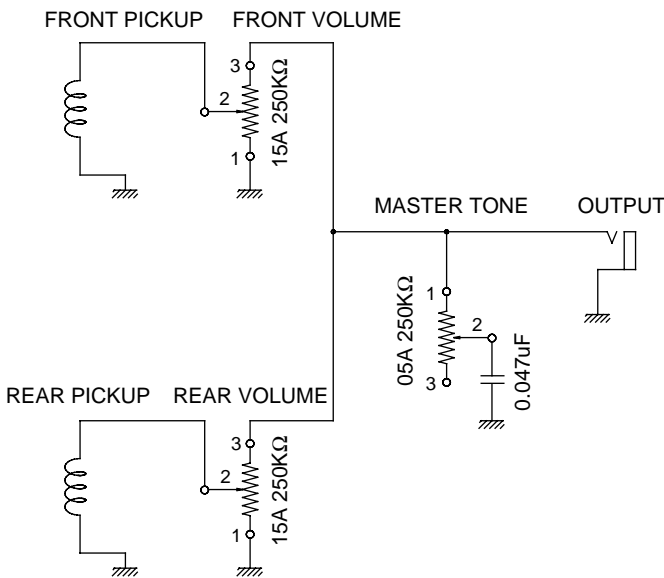 FRONT PICKUP
FRONT VOLUME
3
2
1
15A 250KΩ
MASTER TONE
OUTPUT
1
2
3
05A 250KΩ
0.047uF
REAR PICKUP
REAR VOLUME
3
2
1
15A 250KΩ